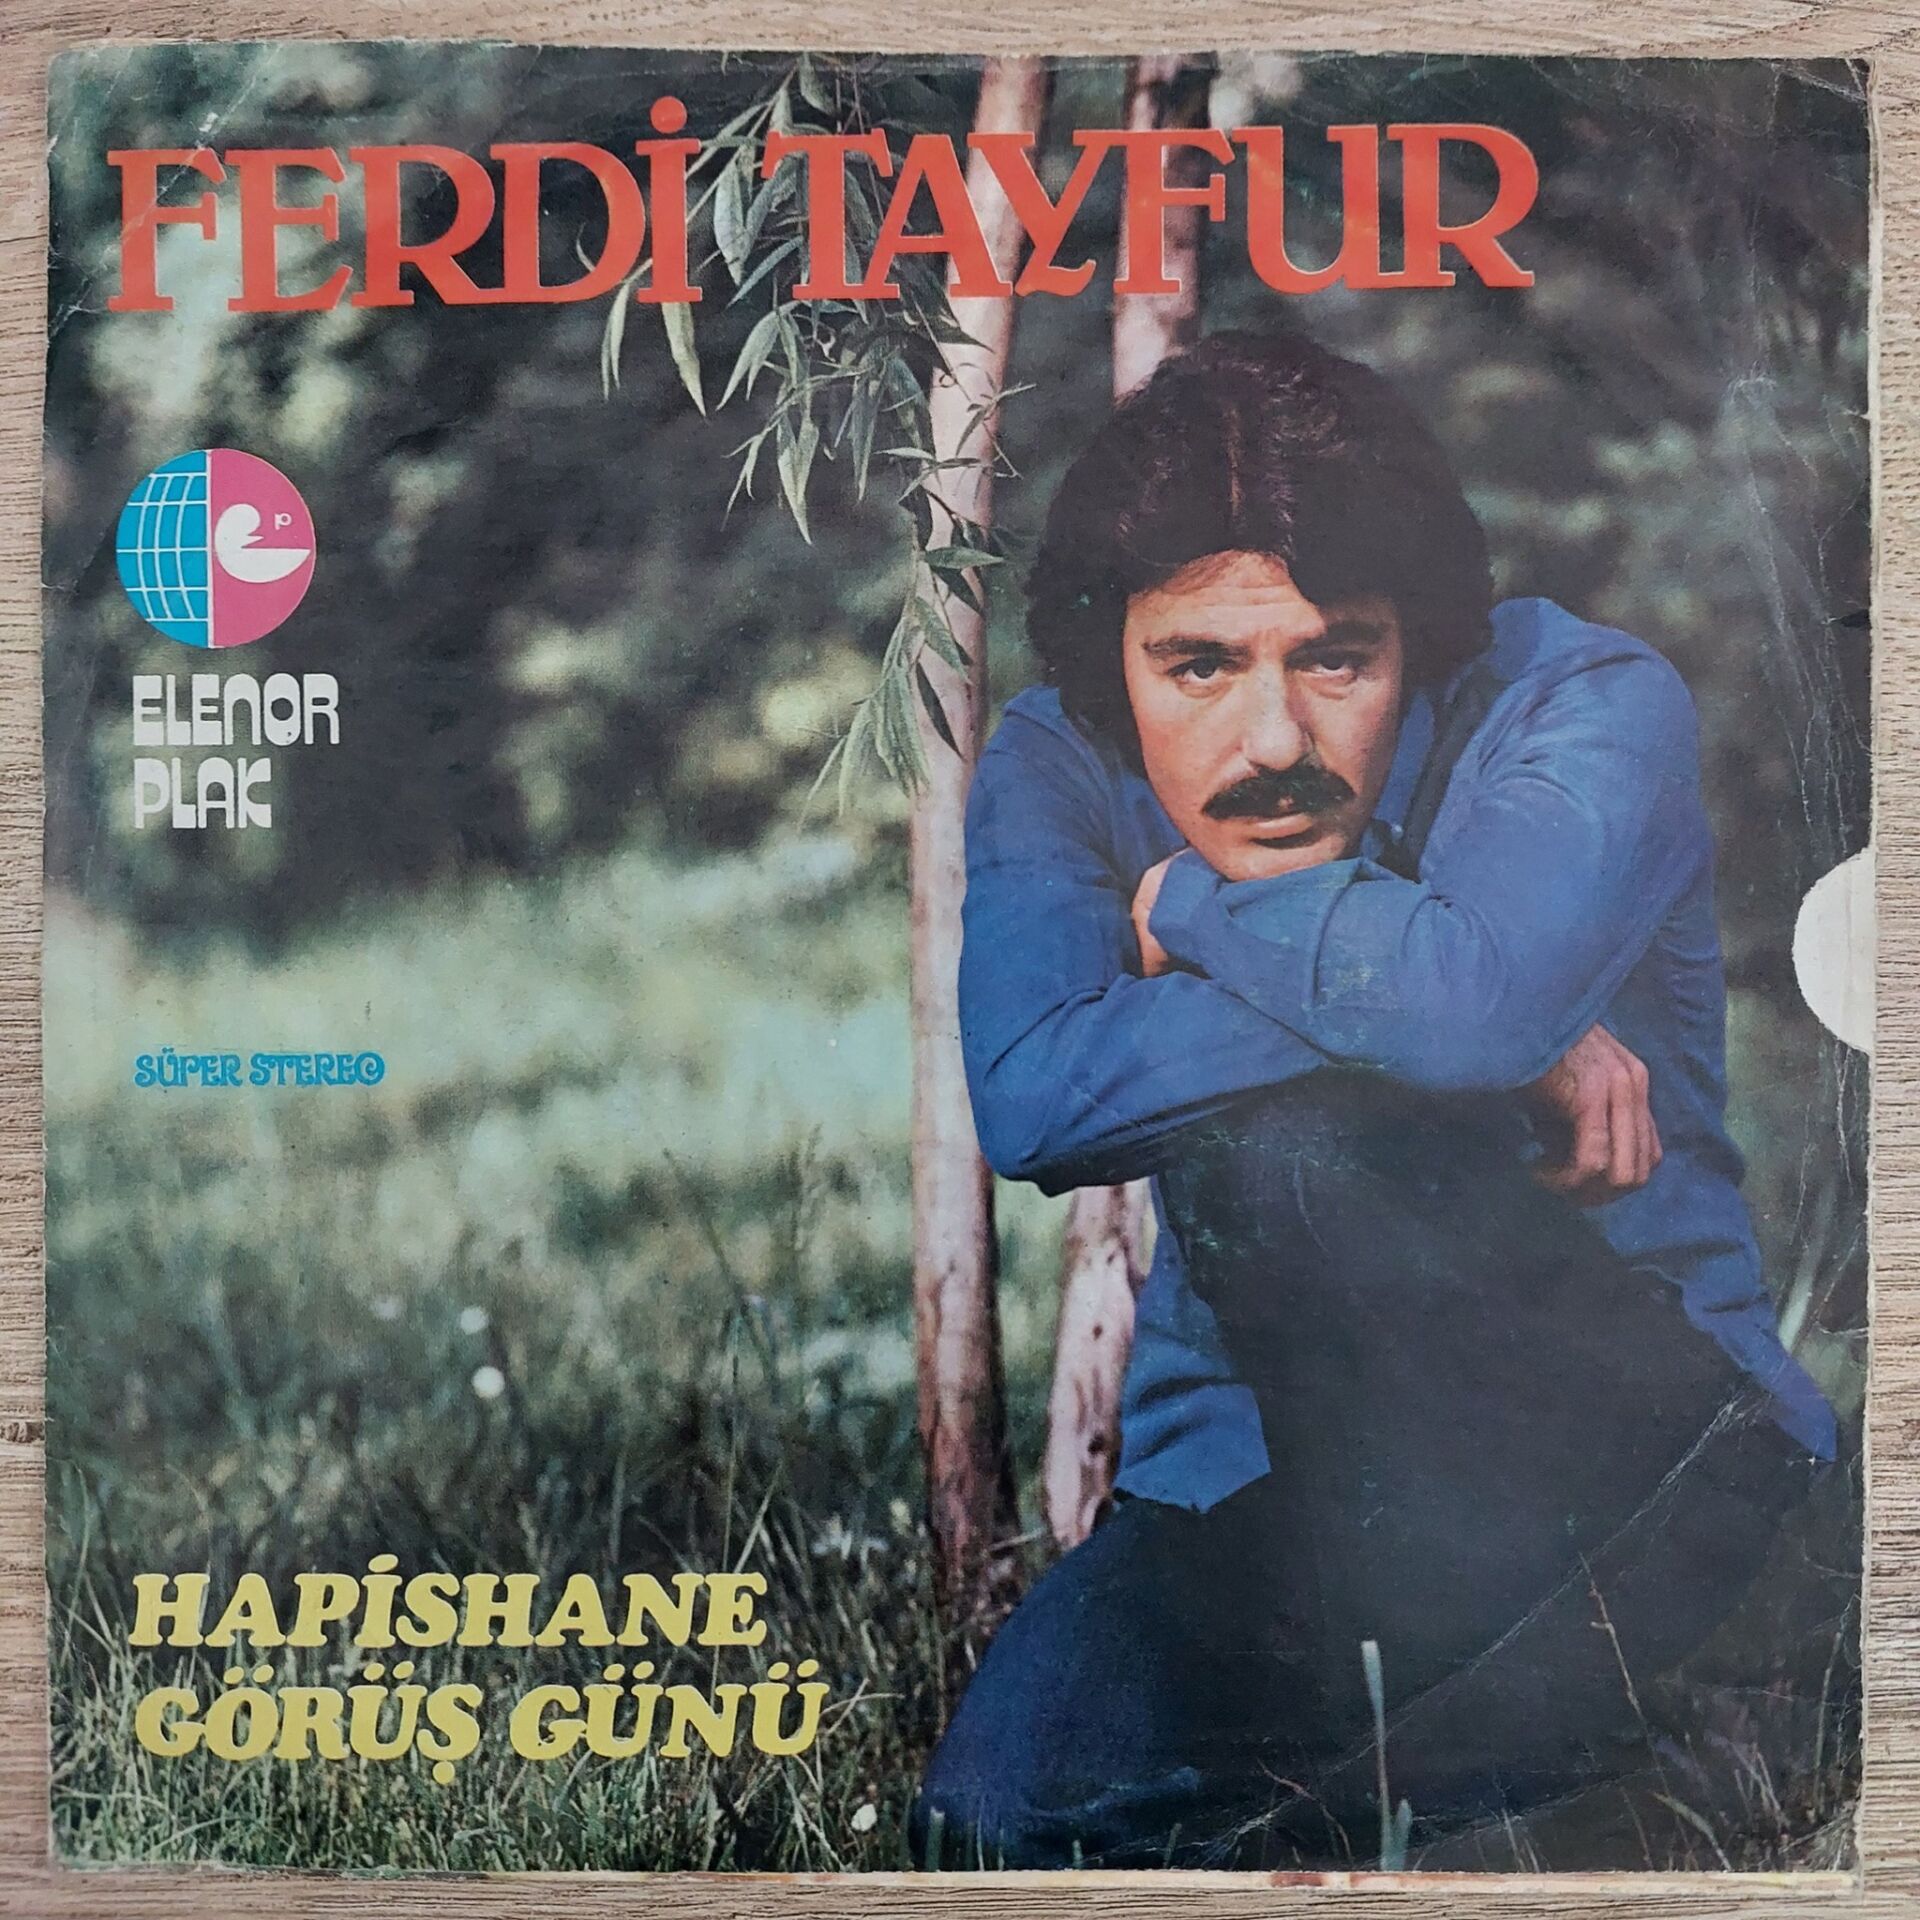 FERDİ TAYFUR
p
ELENOR
PLAK
SÜPER STEREO
HAPİSHANE
GÖRÜŞ GÜNÜ